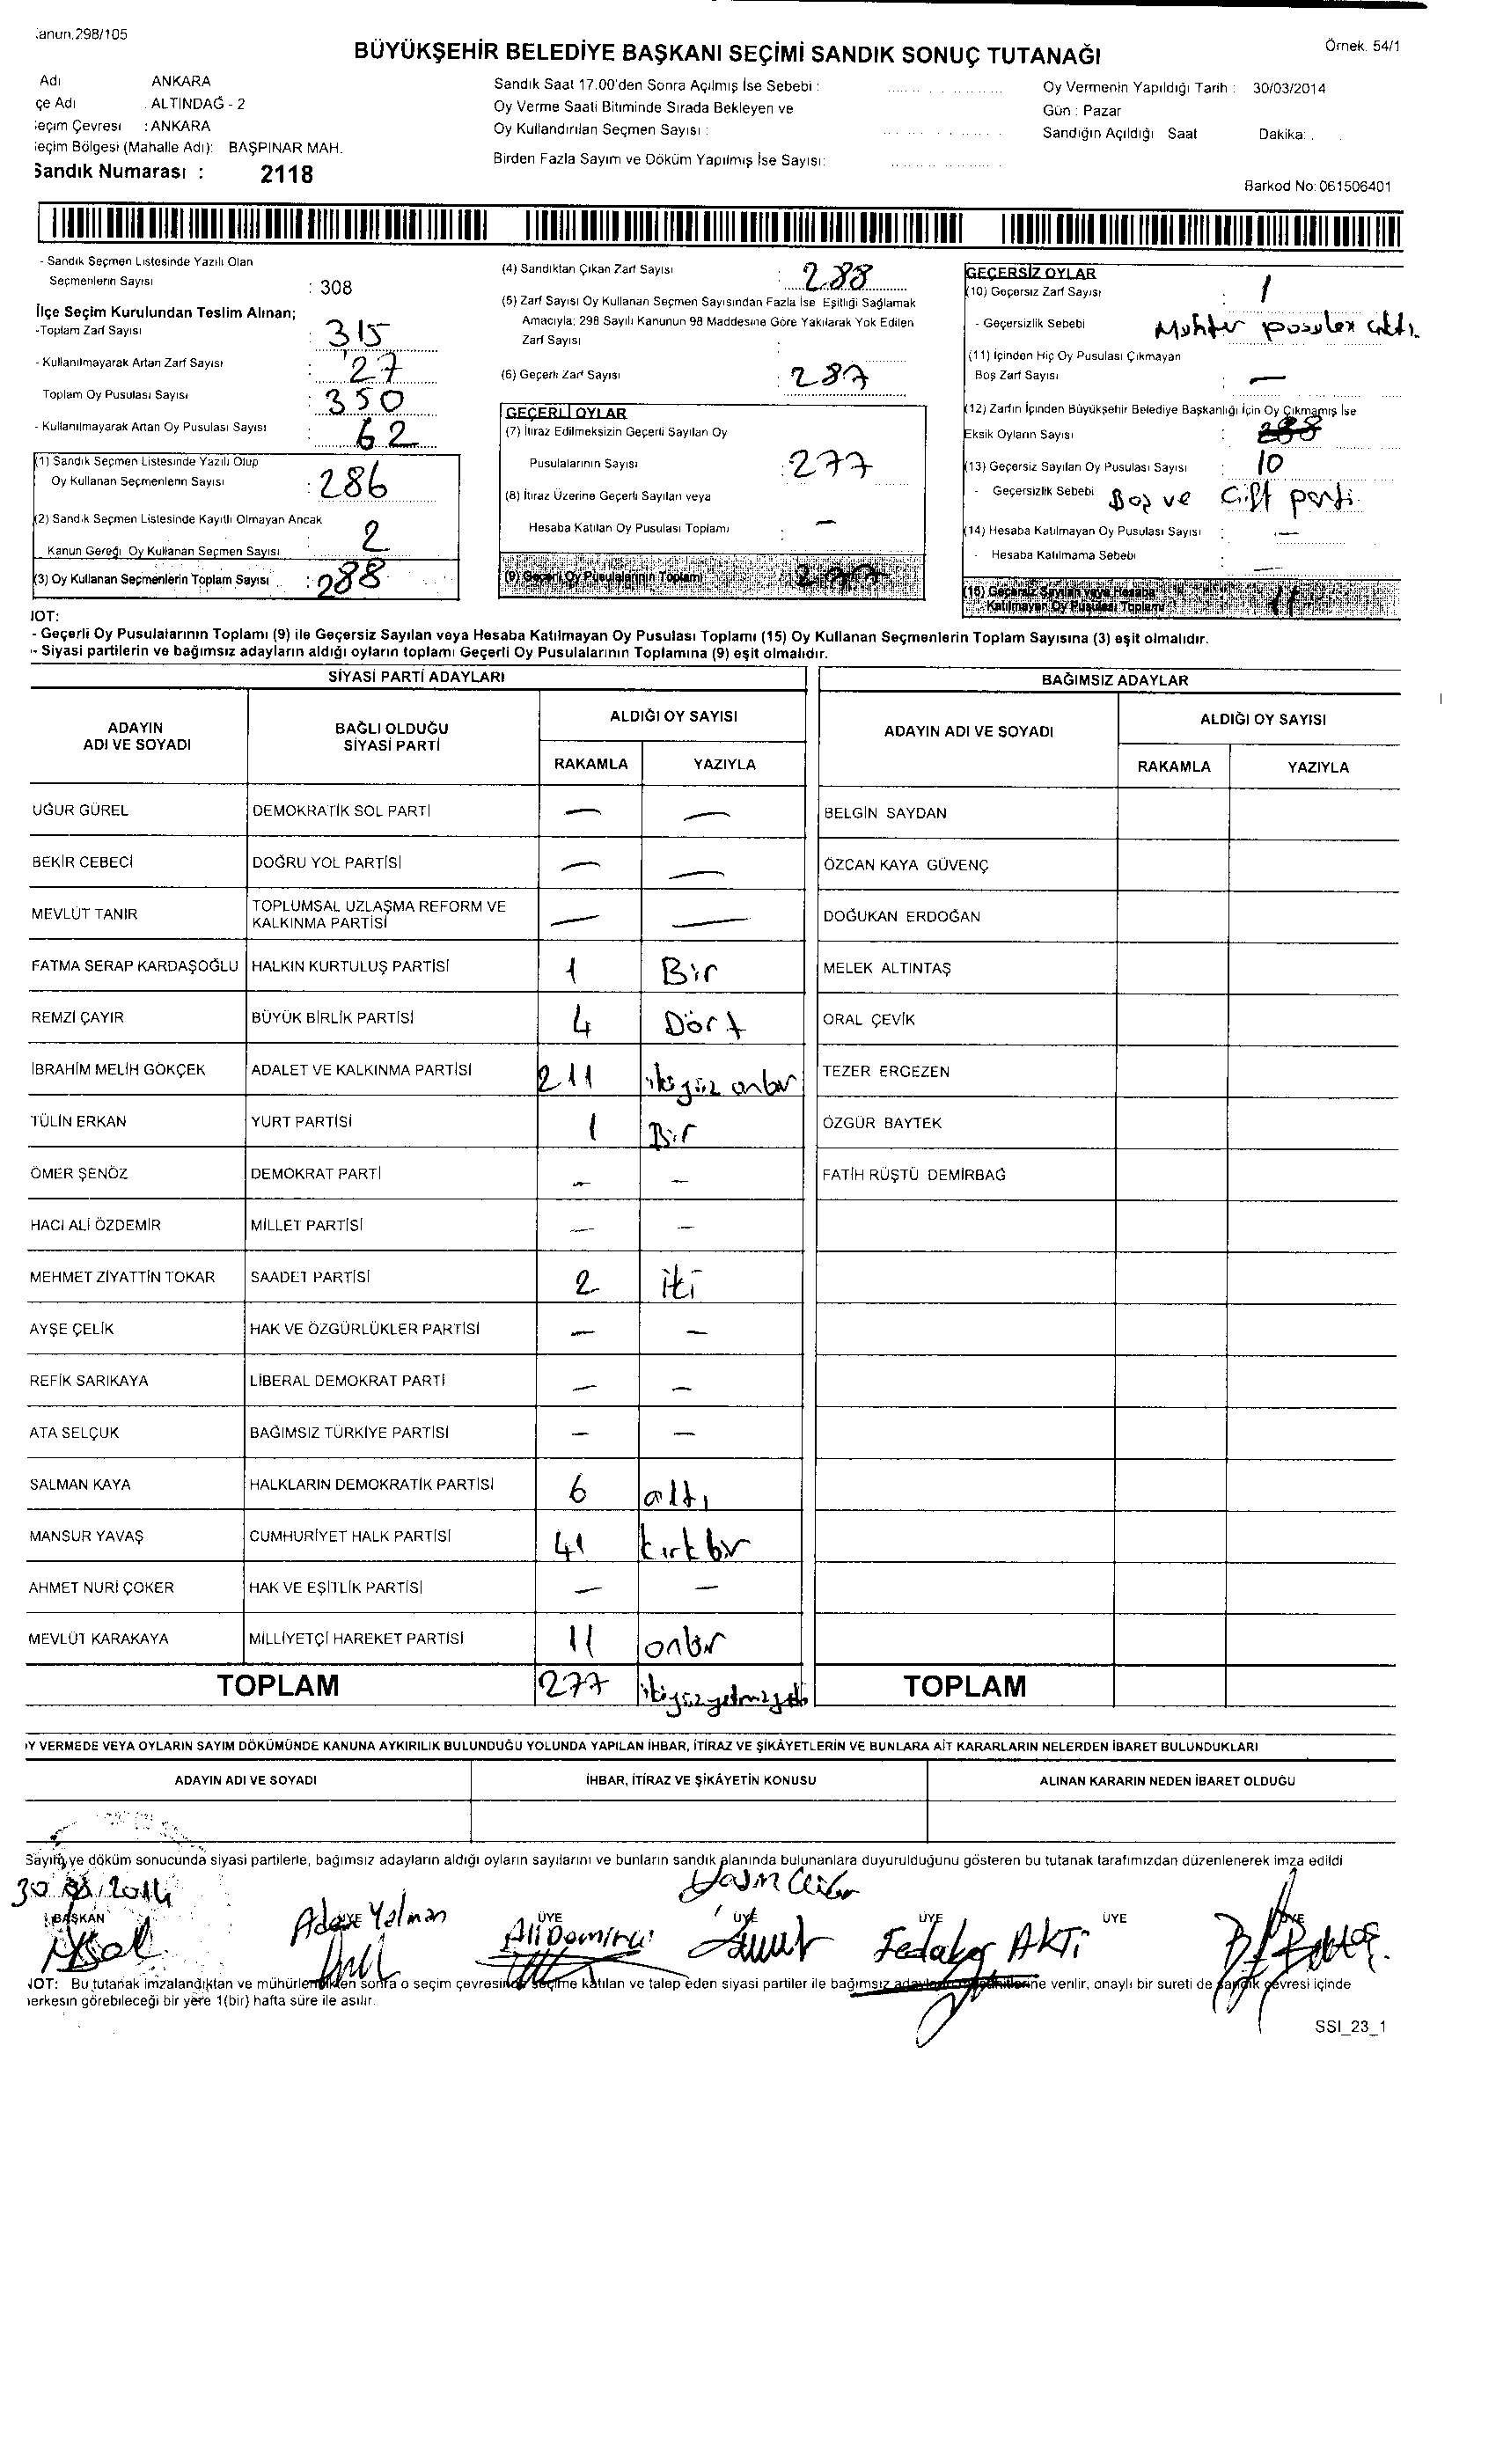 anun.298/105
Örnek. 54/1
BÜYÜKŞEHİR BELEDİYE BAŞKANI SEÇİMİ SANDIK SONUÇ TUTANAĞI
Adı ANKARA
çe Adı . ALTINDAĞ - 2
eçim Çevresi : ANKARA
eçim Bölgesi (Mahalle Adı): BAŞPINAR MAH.
Sandık Numarası : 2118
Sandık Saat 17.00'den Sonra Açılmış İse Sebebi :
Oy Verme Saati Bitiminde Sırada Bekleyen ve
Oy Kullandırılan Seçmen Sayısı :
Birden Fazla Sayım ve Döküm Yapılmış İse Sayısı:
Oy Vermenin Yapıldığı Tarih : 30/03/2014
Gün : Pazar
Sandığın Açıldığı Saat Dakika:
Barkod No: 061506401
- Sandık Seçmen Listesinde Yazılı Olan
Seçmenlerin Sayısı : 308
İlçe Seçim Kurulundan Teslim Alınan;
-Toplam Zarf Sayısı : 315
- Kullanılmayarak Artan Zarf Sayısı : 27
Toplam Oy Pusulası Sayısı : 350
- Kullanılmayarak Artan Oy Pusulası Sayısı : 62
(1) Sandık Seçmen Listesinde Yazılı Olup
Oy Kullanan Seçmenlerin Sayısı : 286
(2) Sandık Seçmen Listesinde Kayıtlı Olmayan Ancak
Kanun Gereği Oy Kullanan Seçmen Sayısı : 2
(3) Oy Kullanan Seçmenlerin Toplam Sayısı : 288
(4) Sandıktan Çıkan Zarf Sayısı : 288
(5) Zarf Sayısı Oy Kullanan Seçmen Sayısından Fazla İse Eşitliği Sağlamak
Amacıyla; 298 Sayılı Kanunun 98 Maddesine Göre Yakılarak Yok Edilen
Zarf Sayısı :
(6) Geçerli Zarf Sayısı : 287
GEÇERLİ OYLAR
(7) İtiraz Edilmeksizin Geçerli Sayılan Oy
Pusulalarının Sayısı : 277
(8) İtiraz Üzerine Geçerli Sayılan veya
Hesaba Katılan Oy Pusulası Toplamı : —
(9) Geçerli Oy Pusulalarının Toplamı 277
GEÇERSİZ OYLAR
(10) Geçersiz Zarf Sayısı : 1
- Geçersizlik Sebebi Muhtar pusulası çıktı.
(11) İçinden Hiç Oy Pusulası Çıkmayan
Boş Zarf Sayısı : —
(12) Zarfın İçinden Büyükşehir Belediye Başkanlığı İçin Oy Çıkmamış İse
Eksik Oyların Sayısı : 288
(13) Geçersiz Sayılan Oy Pusulası Sayısı : 10
- Geçersizlik Sebebi Boş ve Çift parti.
(14) Hesaba Katılmayan Oy Pusulası Sayısı : —
- Hesaba Katılmama Sebebi —
(15) Geçersiz Sayılan veya Hesaba
Katılmayan Oy Pusulası Toplamı 11
NOT:
- Geçerli Oy Pusulalarının Toplamı (9) ile Geçersiz Sayılan veya Hesaba Katılmayan Oy Pusulası Toplamı (15) Oy Kullanan Seçmenlerin Toplam Sayısına (3) eşit olmalıdır.
- Siyasi partilerin ve bağımsız adayların aldığı oyların toplamı Geçerli Oy Pusulalarının Toplamına (9) eşit olmalıdır.
SİYASİ PARTİ ADAYLARI
ADAYIN ADI VE SOYADI BAĞLI OLDUĞU SİYASİ PARTİ ALDIĞI OY SAYISI
RAKAMLA YAZIYLA
UĞUR GÜREL DEMOKRATİK SOL PARTİ — —
BEKİR CEBECİ DOĞRU YOL PARTİSİ — —
MEVLÜT TANIR TOPLUMSAL UZLAŞMA REFORM VE KALKINMA PARTİSİ — —
FATMA SERAP KARDAŞOĞLU HALKIN KURTULUŞ PARTİSİ 1 Bir
REMZİ ÇAYIR BÜYÜK BİRLİK PARTİSİ 4 Dört
İBRAHİM MELİH GÖKÇEK ADALET VE KALKINMA PARTİSİ 211 ikiyüz onbir
TÜLİN ERKAN YURT PARTİSİ 1 Bir
ÖMER ŞENÖZ DEMOKRAT PARTİ — —
HACI ALİ ÖZDEMİR MİLLET PARTİSİ — —
MEHMET ZİYATTİN TOKAR SAADET PARTİSİ 2 iki
AYŞE ÇELİK HAK VE ÖZGÜRLÜKLER PARTİSİ — —
REFİK SARIKAYA LİBERAL DEMOKRAT PARTİ — —
ATA SELÇUK BAĞIMSIZ TÜRKİYE PARTİSİ — —
SALMAN KAYA HALKLARIN DEMOKRATİK PARTİSİ 6 altı
MANSUR YAVAŞ CUMHURİYET HALK PARTİSİ 41 kırkbir
AHMET NURİ ÇOKER HAK VE EŞİTLİK PARTİSİ — —
MEVLÜT KARAKAYA MİLLİYETÇİ HAREKET PARTİSİ 11 onbir
TOPLAM 277 ikiyüzyetmişyedi
BAĞIMSIZ ADAYLAR
ADAYIN ADI VE SOYADI ALDIĞI OY SAYISI
RAKAMLA YAZIYLA
BELGİN SAYDAN
ÖZCAN KAYA GÜVENÇ
DOĞUKAN ERDOĞAN
MELEK ALTINTAŞ
ORAL ÇEVİK
TEZER ERGEZEN
ÖZGÜR BAYTEK
FATİH RÜŞTÜ DEMİRBAĞ
TOPLAM
Y VERMEDE VEYA OYLARIN SAYIM DÖKÜMÜNDE KANUNA AYKIRILIK BULUNDUĞU YOLUNDA YAPILAN İHBAR, İTİRAZ VE ŞİKÂYETLERİN VE BUNLARA AİT KARARLARIN NELERDEN İBARET BULUNDUKLARI
ADAYIN ADI VE SOYADI İHBAR, İTİRAZ VE ŞİKÂYETİN KONUSU ALINAN KARARIN NEDEN İBARET OLDUĞU
Sayım ve döküm sonucunda siyasi partilerle, bağımsız adayların aldığı oyların sayılarını ve bunların sandık alanında bulunanlara duyurulduğunu gösteren bu tutanak tarafımızdan düzenlenerek imza edildi
30 03/2014
BAŞKAN ÜYE ÜYE ÜYE ÜYE ÜYE ÜYE
Yalman
Ali
Fedakar AKTı
NOT: Bu tutanak imzalandıktan ve mühürlendikten sonra o seçim çevresinde seçime katılan ve talep eden siyasi partiler ile bağımsız adayların müşahitlerine verilir, onaylı bir sureti de sandık çevresi içinde
herkesin görebileceği bir yere 1(bir) hafta süre ile asılır.
SSI_23_1